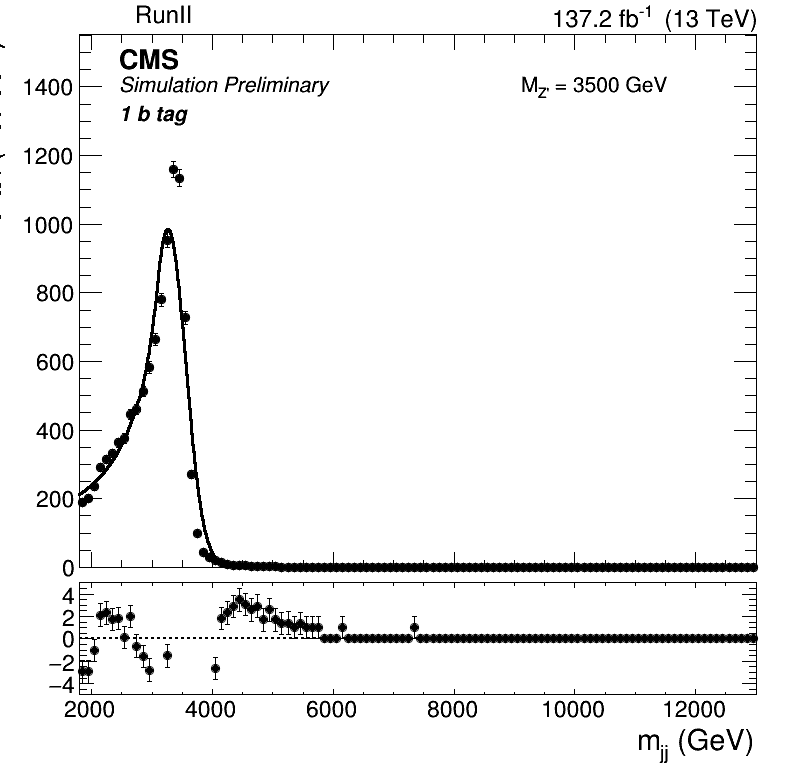 RunII
137.2 fb-1 (13 TeV)
CMS
Simulation Preliminary
1 b tag
MZ' = 3500 GeV
1400
1200
1000
800
600
400
200
0
4
2
0
−2
−4
2000 4000 6000 8000 10000 12000
mjj (GeV)